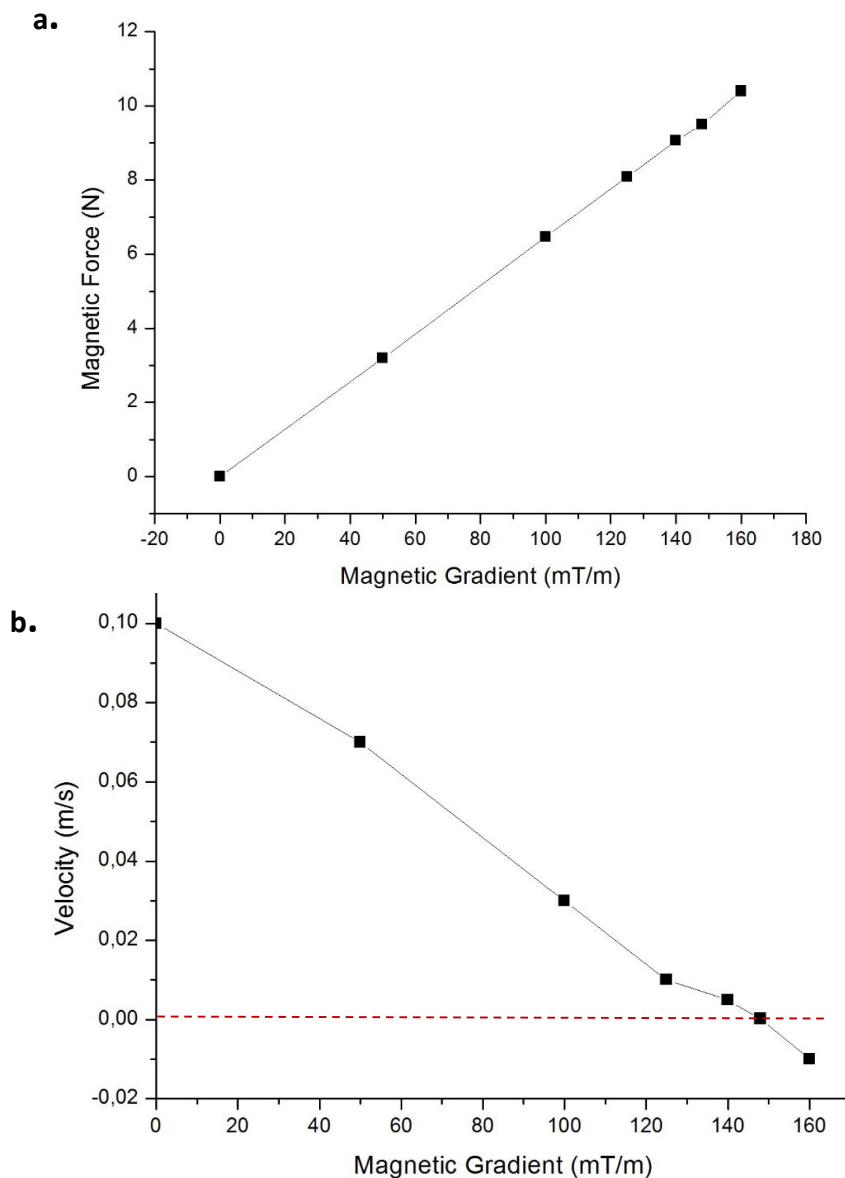 a.
12
10
8
6
4
2
0
Magnetic Force (N)
-20 0 20 40 60 80 100 120 140 160 180
Magnetic Gradient (mT/m)
b.
0,10
0,08
0,06
0,04
0,02
0,00
-0,02
Velocity (m/s)
0 20 40 60 80 100 120 140 160
Magnetic Gradient (mT/m)